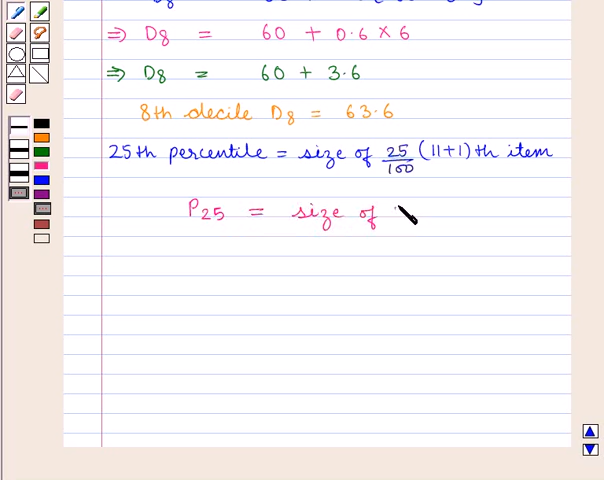 ⇒ D8 = 60 + 0.6 × 6
⇒ D8 = 60 + 3.6
8th decile D8 = 63.6
25th percentile = size of 25/100 (11+1)th item
P25 = size of